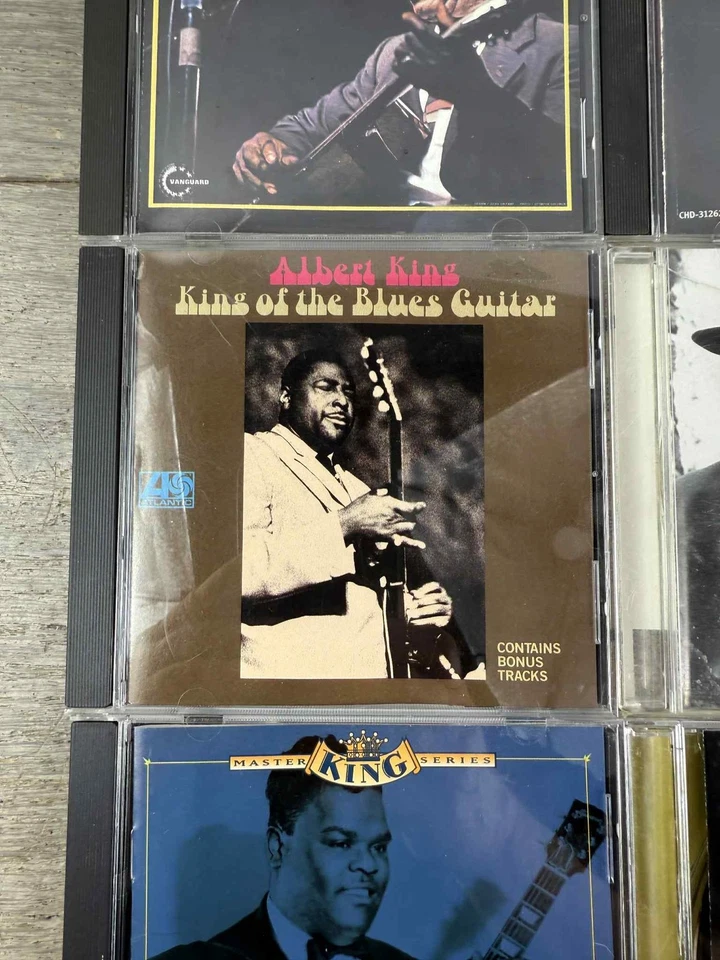 VANGUARD
CHD-3126
Albert King
King of the Blues Guitar
ATLANTIC
CONTAINS
BONUS
TRACKS
MASTER KING SERIES